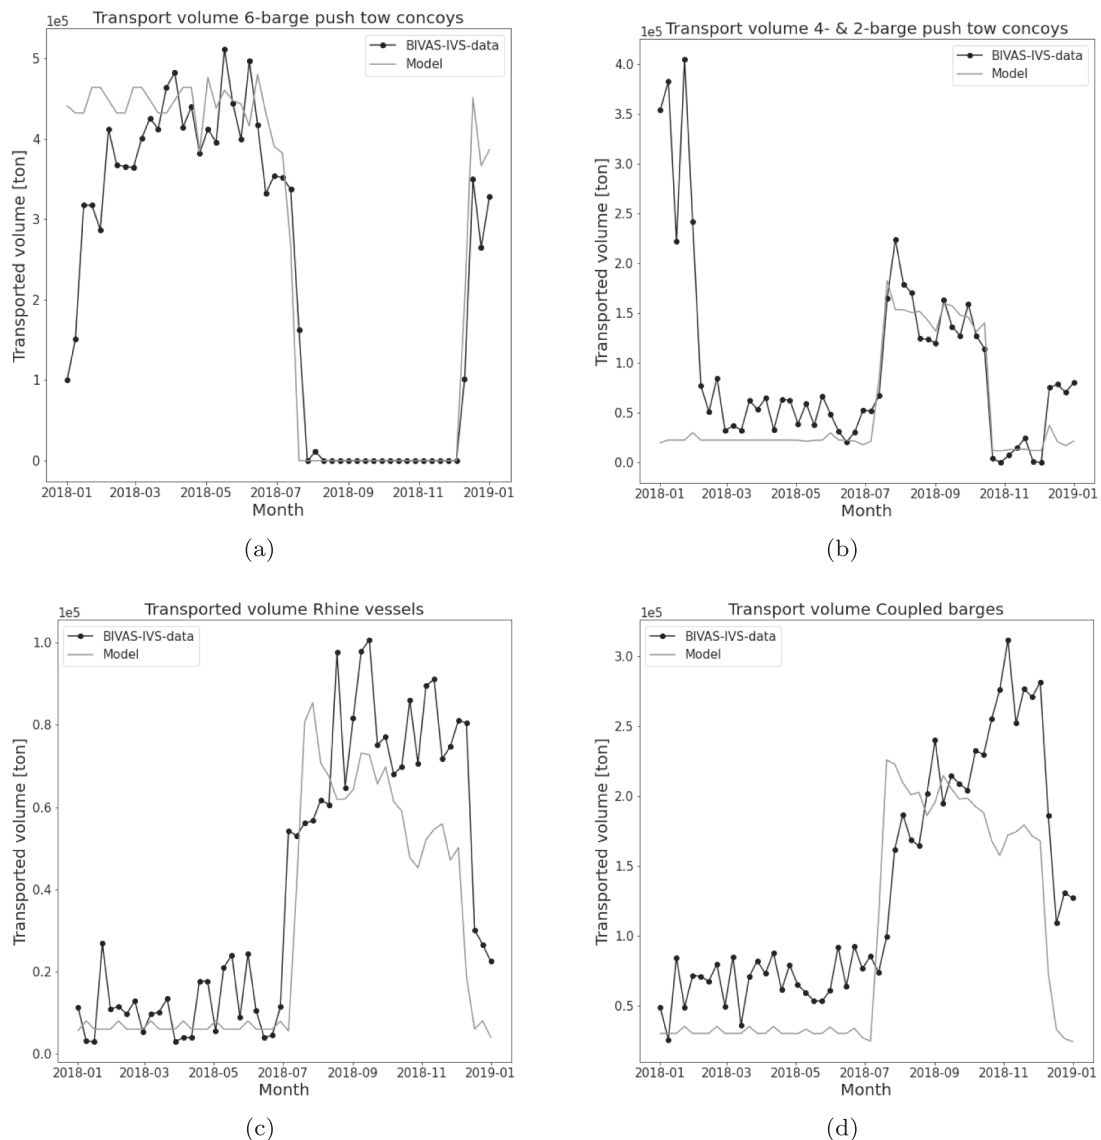 Transport volume 6-barge push tow concoys
1e5
BIVAS-IVS-data
Model
5
4
3
2
1
0
Transported volume [ton]
2018-01 2018-03 2018-05 2018-07 2018-09 2018-11 2019-01
Month
(a)
Transport volume 4- & 2-barge push tow concoys
1e5
BIVAS-IVS-data
Model
4.0
3.5
3.0
2.5
2.0
1.5
1.0
0.5
0.0
Transported volume [ton]
2018-01 2018-03 2018-05 2018-07 2018-09 2018-11 2019-01
Month
(b)
Transported volume Rhine vessels
1e5
BIVAS-IVS-data
Model
1.0
0.8
0.6
0.4
0.2
0.0
Transported volume [ton]
2018-01 2018-03 2018-05 2018-07 2018-09 2018-11 2019-01
Month
(c)
Transport volume Coupled barges
1e5
BIVAS-IVS-data
Model
3.0
2.5
2.0
1.5
1.0
0.5
Transported volume [ton]
2018-01 2018-03 2018-05 2018-07 2018-09 2018-11 2019-01
Month
(d)